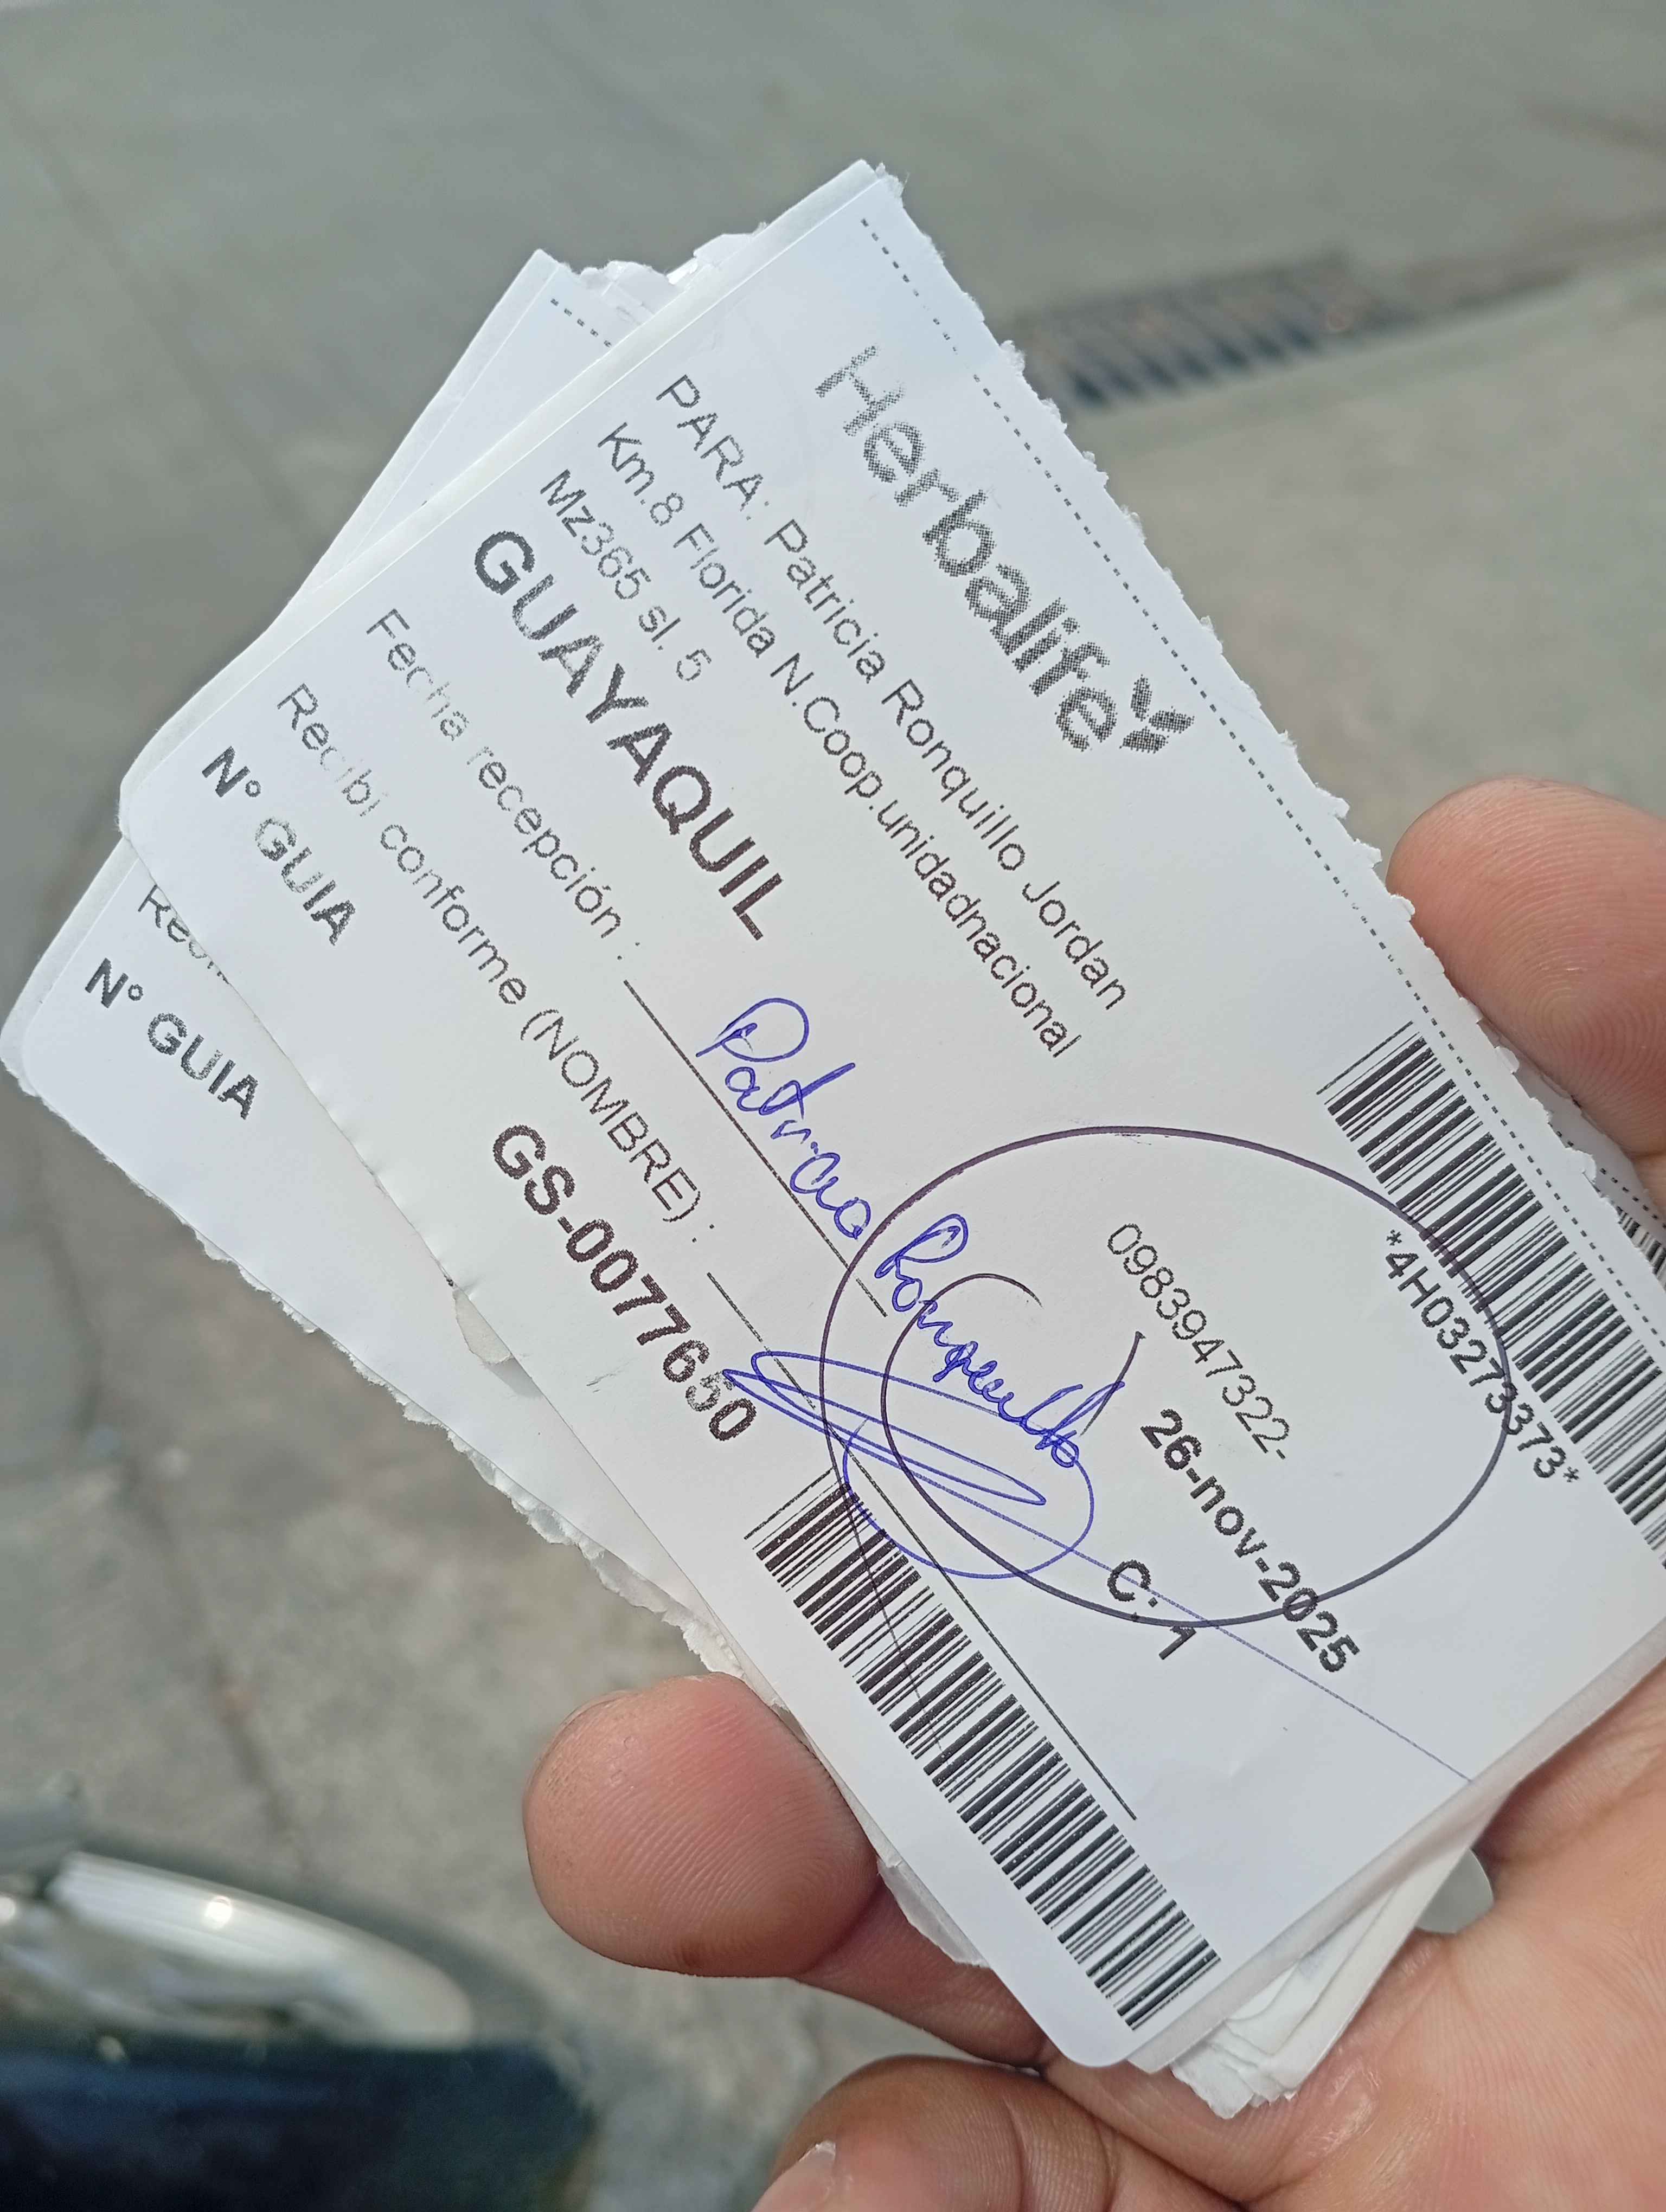 Herbalife
*4H03273373*
PARA: Patricia Ronquillo Jordan
Km.8 Florida N.Coop.unidadnacional
Mz365 sl. 5
0983947322-
GUAYAQUIL
26-nov-2025
C: 1
Fecha recepción :
Patricia Ronquillo
Recibi conforme (NOMBRE) :
N° GUIA
GS-0077650
N° GUIA